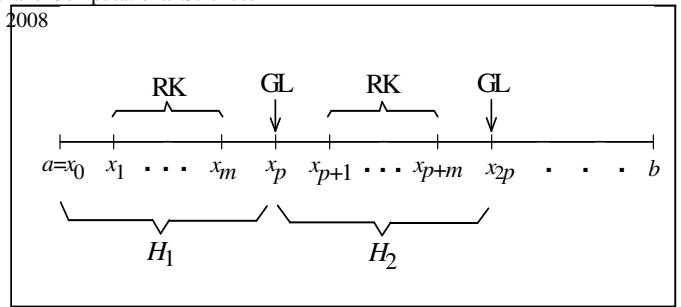 2008
RK GL RK GL
a=x0 x1 . . . xm xp xp+1 . . . xp+m x2p . . . b
H1 H2